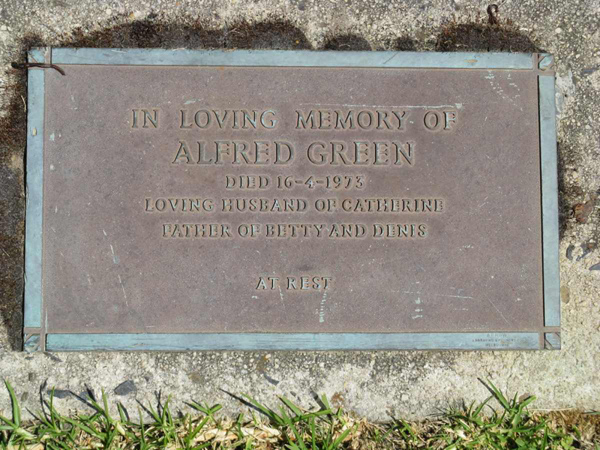 IN LOVING MEMORY OF
ALFRED GREEN
DIED 16-4-1973
LOVING HUSBAND OF CATHERINE
FATHER OF BETTY AND DENIS
AT REST